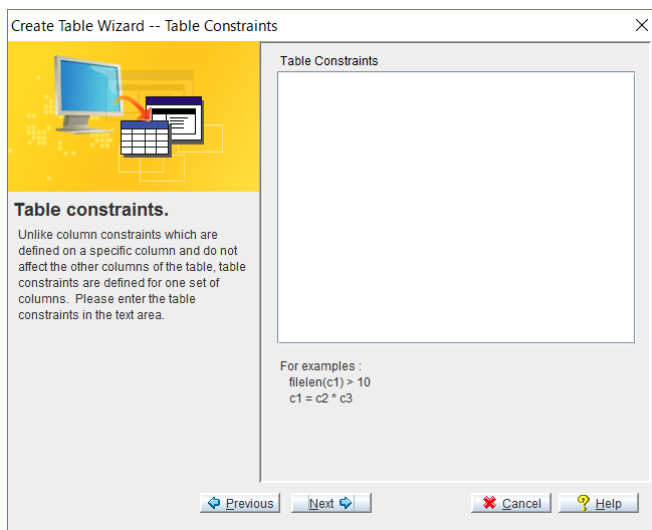 Create Table Wizard -- Table Constraints
Table constraints.
Unlike column constraints which are
defined on a specific column and do not
affect the other columns of the table, table
constraints are defined for one set of
columns.  Please enter the table
constraints in the text area.
Table Constraints
For examples :
filelen(c1) > 10
c1 = c2 * c3
Previous
Next
Cancel
Help